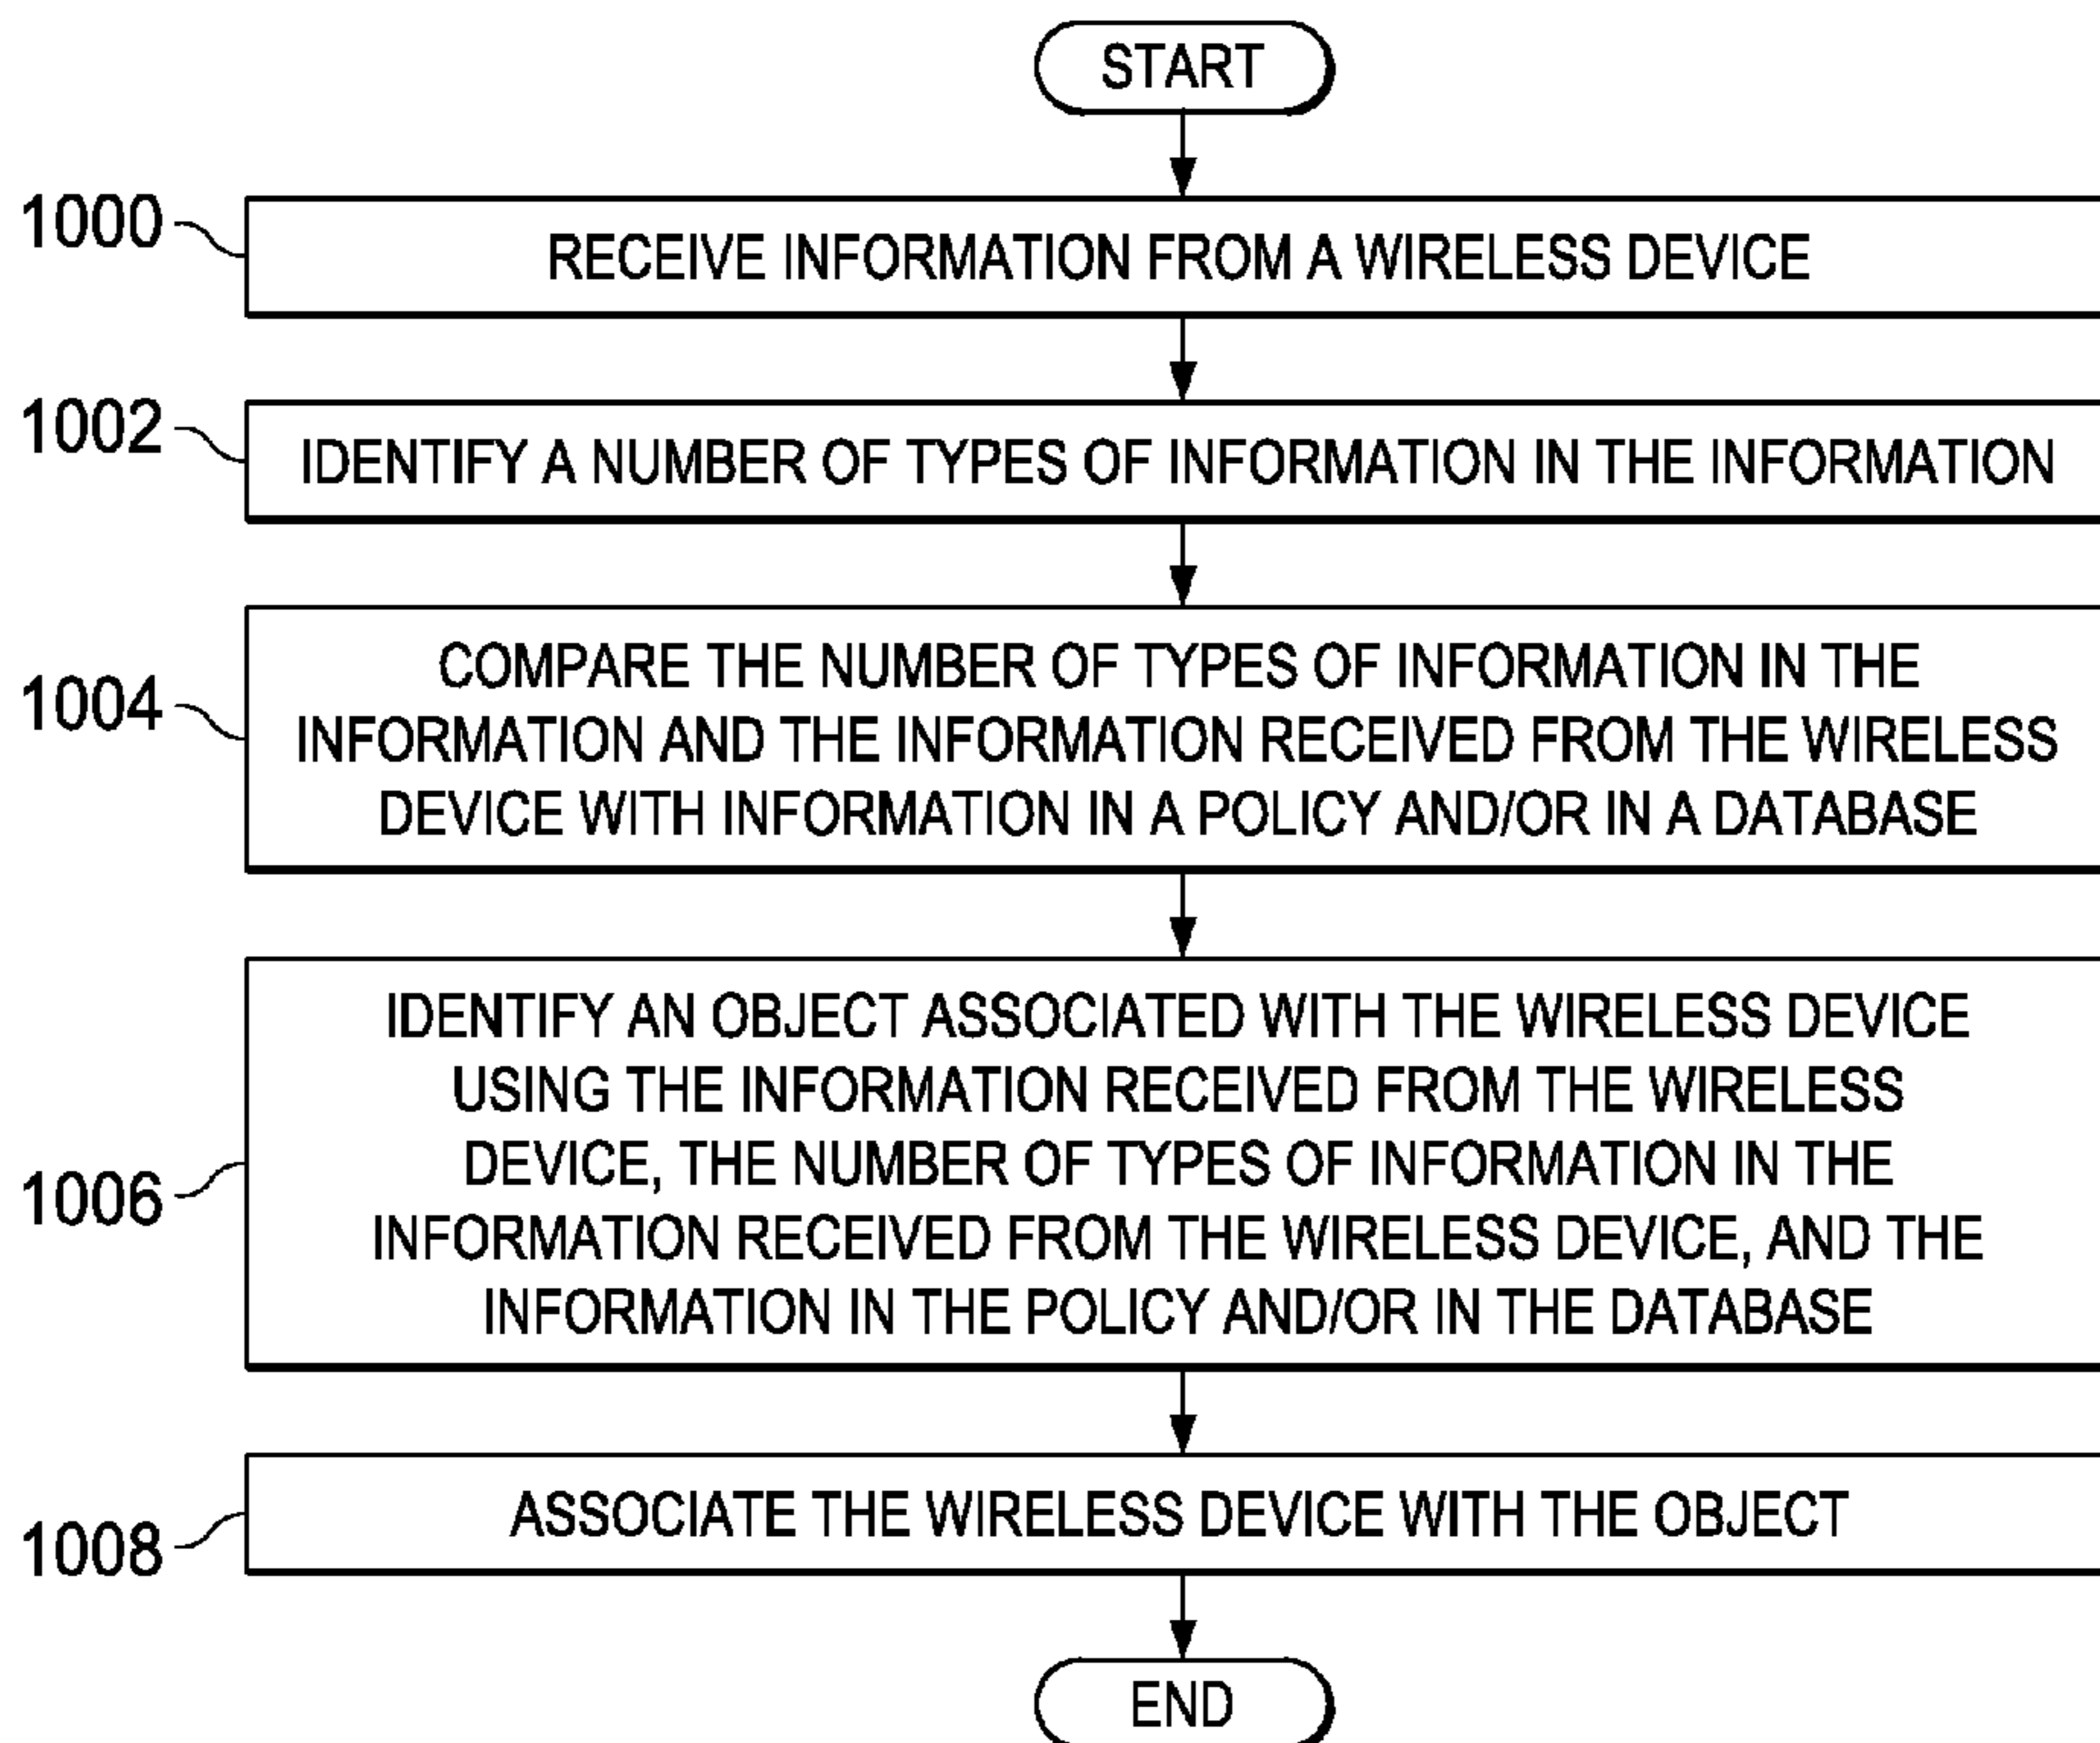 START
1000
RECEIVE INFORMATION FROM A WIRELESS DEVICE
1002
IDENTIFY A NUMBER OF TYPES OF INFORMATION IN THE INFORMATION
1004
COMPARE THE NUMBER OF TYPES OF INFORMATION IN THE
INFORMATION AND THE INFORMATION RECEIVED FROM THE WIRELESS
DEVICE WITH INFORMATION IN A POLICY AND/OR IN A DATABASE
1006
IDENTIFY AN OBJECT ASSOCIATED WITH THE WIRELESS DEVICE
USING THE INFORMATION RECEIVED FROM THE WIRELESS
DEVICE, THE NUMBER OF TYPES OF INFORMATION IN THE
INFORMATION RECEIVED FROM THE WIRELESS DEVICE, AND THE
INFORMATION IN THE POLICY AND/OR IN THE DATABASE
1008
ASSOCIATE THE WIRELESS DEVICE WITH THE OBJECT
END